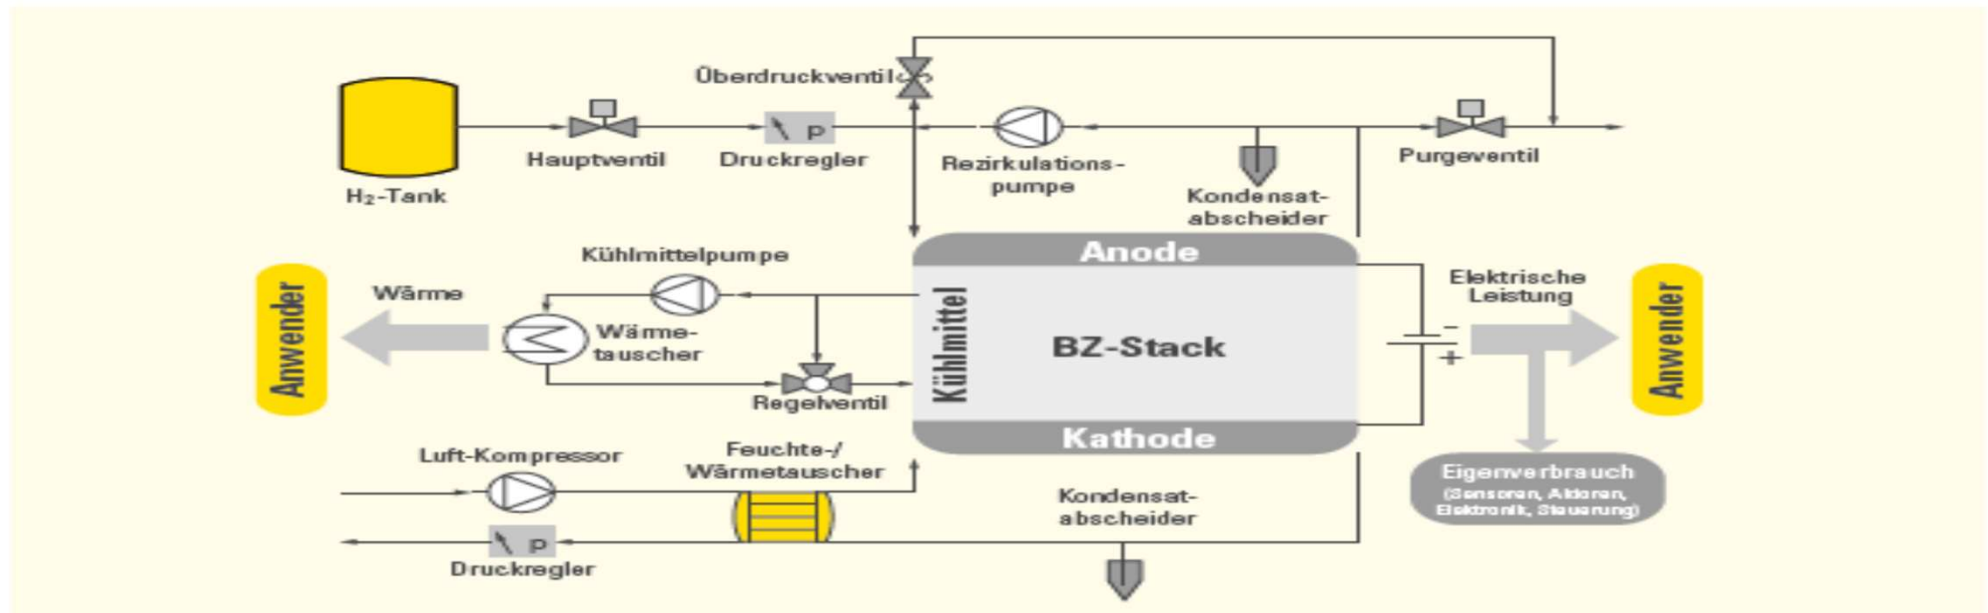 Überdruckventil
p
Hauptventil
Druckregler
Rezirkulations-
pumpe
Purgeventil
H₂-Tank
Kondensat-
abscheider
Anode
Kühlmittelpumpe
Elektrische
Leistung
Wärme
Anwender
Kühlmittel
Wärme-
tauscher
BZ-Stack
-
+
Anwender
Regelventil
Kathode
Luft-Kompressor
Feuchte-/
Wärmetauscher
Eigenverbrauch
(Sensoren, Aktoren,
Elektronik, Steuerung)
Kondensat-
abscheider
p
Druckregler